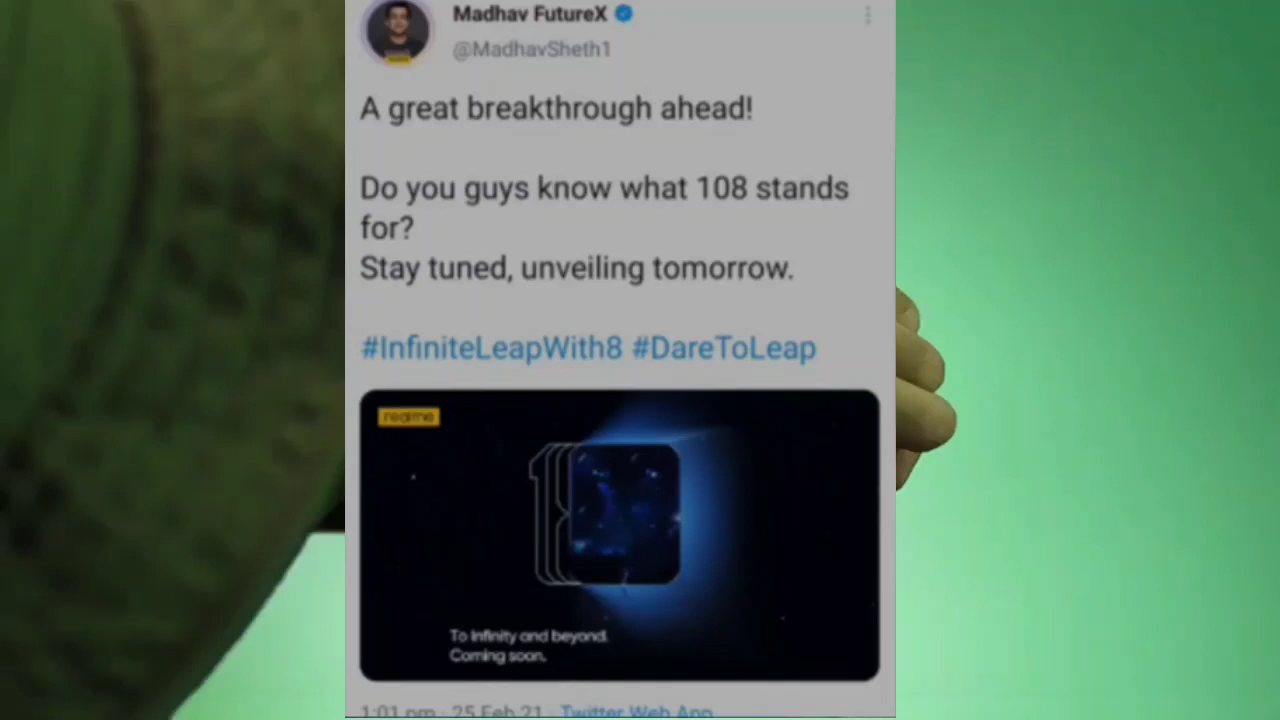 Madhav FutureX
@MadhavSheth1
A great breakthrough ahead!
Do you guys know what 108 stands
for?
Stay tuned, unveiling tomorrow.
#InfiniteLeapWith8 #DareToLeap
realme
To Infinity and beyond.
Coming soon.
1:01 pm · 25 Feb 21 · Twitter Web App